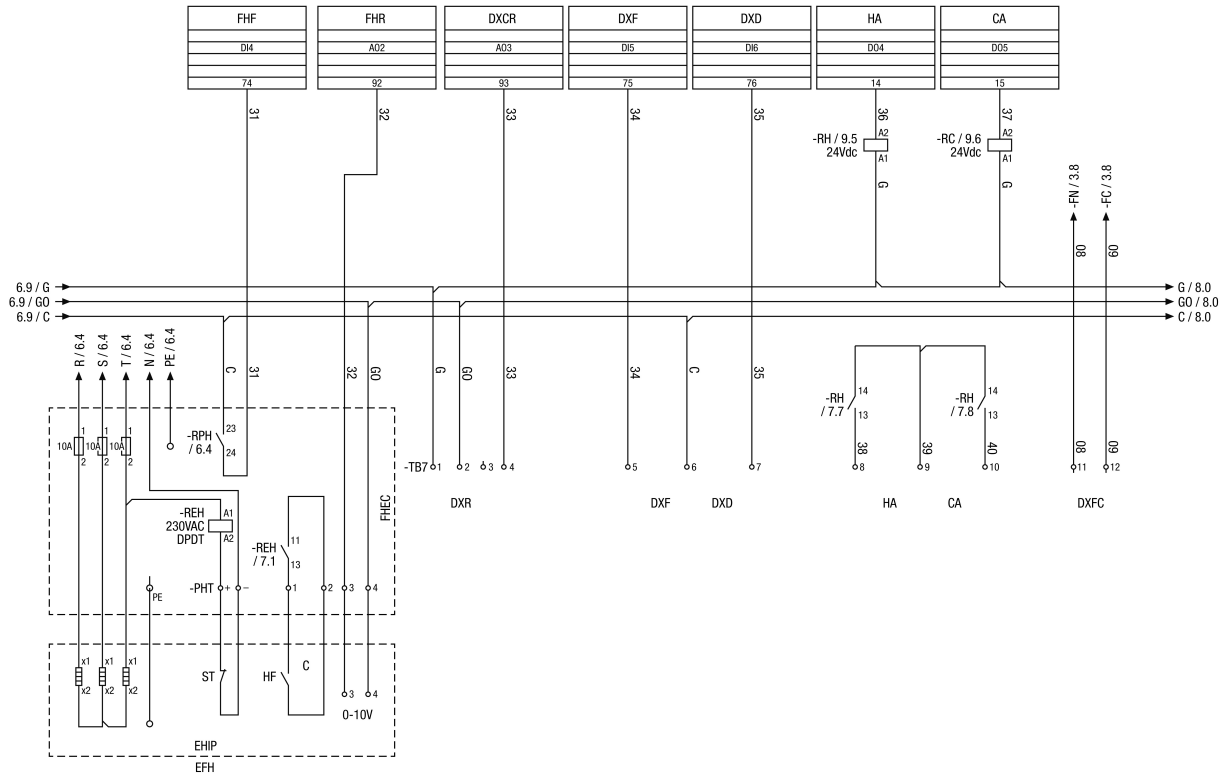 FHF FHR DXCR DXF DXD HA CA
DI4 AO2 AO3 DI5 DI6 DO4 DO5
74 92 93 75 76 14 15
31 32 33 34 35 36 37
-RH / 9.5 A2 -RC / 9.6 A2
24Vdc A1 24Vdc A1
G G
-FN / 3.8 -FC / 3.8
08 09
6.9 / G G / 8.0
6.9 / GO GO / 8.0
6.9 / C C / 8.0
R / 6.4 S / 6.4 T / 6.4 N / 6.4 PE / 6.4
C 31 32 GO G GO 33 34 C 35
14 14
-RH -RH
/ 7.7 / 7.8
13 13
38 39 40 08 09
1 1 1 23
10A 10A 10A -RPH
/ 6.4
2 2 2 24
-TB7 1 2 3 4 5 6 7 8 9 10 11 12
DXR DXF DXD HA CA DXFC
FHEC
-REH A1
230VAC
DPDT A2
11
-REH
/ 7.1
13
PE -PHT + – 1 2 3 4
x1 x1 x1
x2 x2 x2
ST HF C
3 4
0-10V
EHIP
EFH